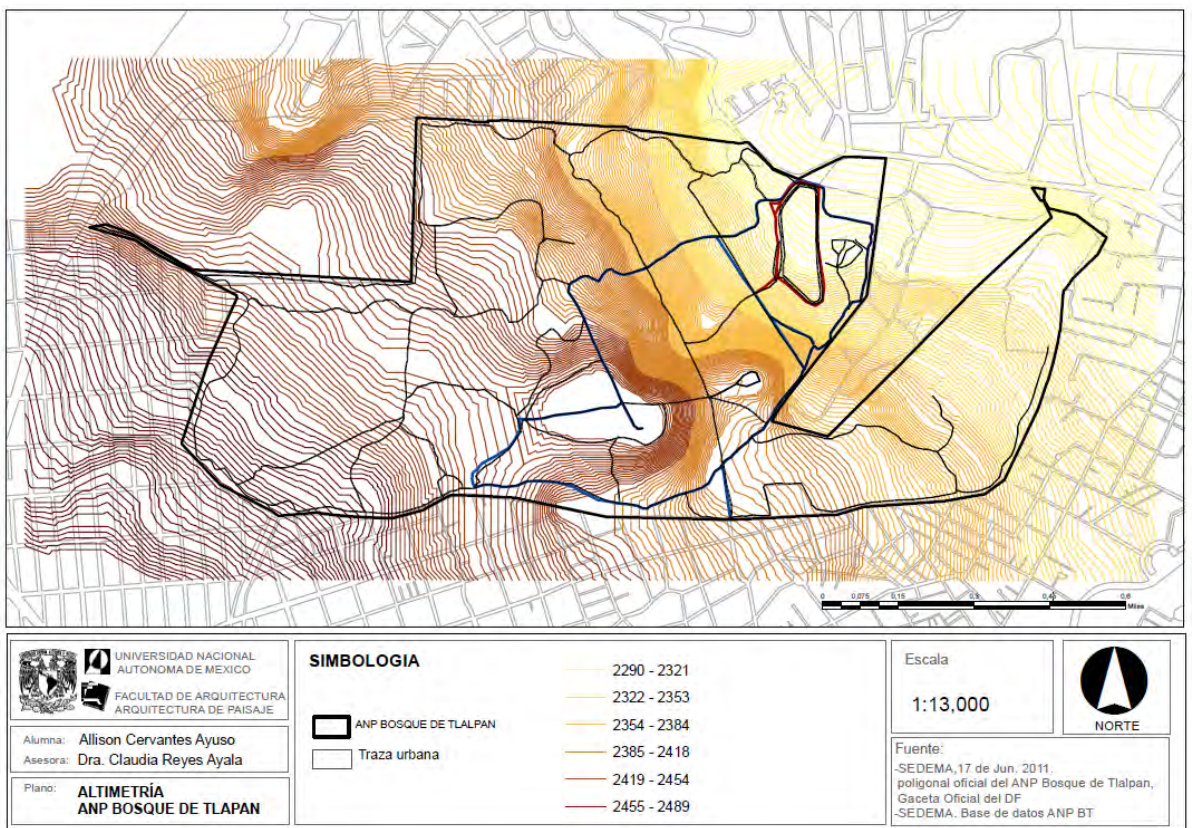 0 0,075 0,15 0,3 0,45 0,6
Miles
UNIVERSIDAD NACIONAL
AUTONOMA DE MEXICO
FACULTAD DE ARQUITECTURA
ARQUITECTURA DE PAISAJE
Alumna: Allison Cervantes Ayuso
Asesora: Dra. Claudia Reyes Ayala
Plano: ALTIMETRÍA
ANP BOSQUE DE TLAPAN
SIMBOLOGIA
ANP BOSQUE DE TLALPAN
Traza urbana
2290 - 2321
2322 - 2353
2354 - 2384
2385 - 2418
2419 - 2454
2455 - 2489
Escala
1:13,000
NORTE
Fuente:
-SEDEMA,17 de Jun. 2011.
poligonal oficial del ANP Bosque de Tlalpan,
Gaceta Oficial del DF
-SEDEMA. Base de datos ANP BT